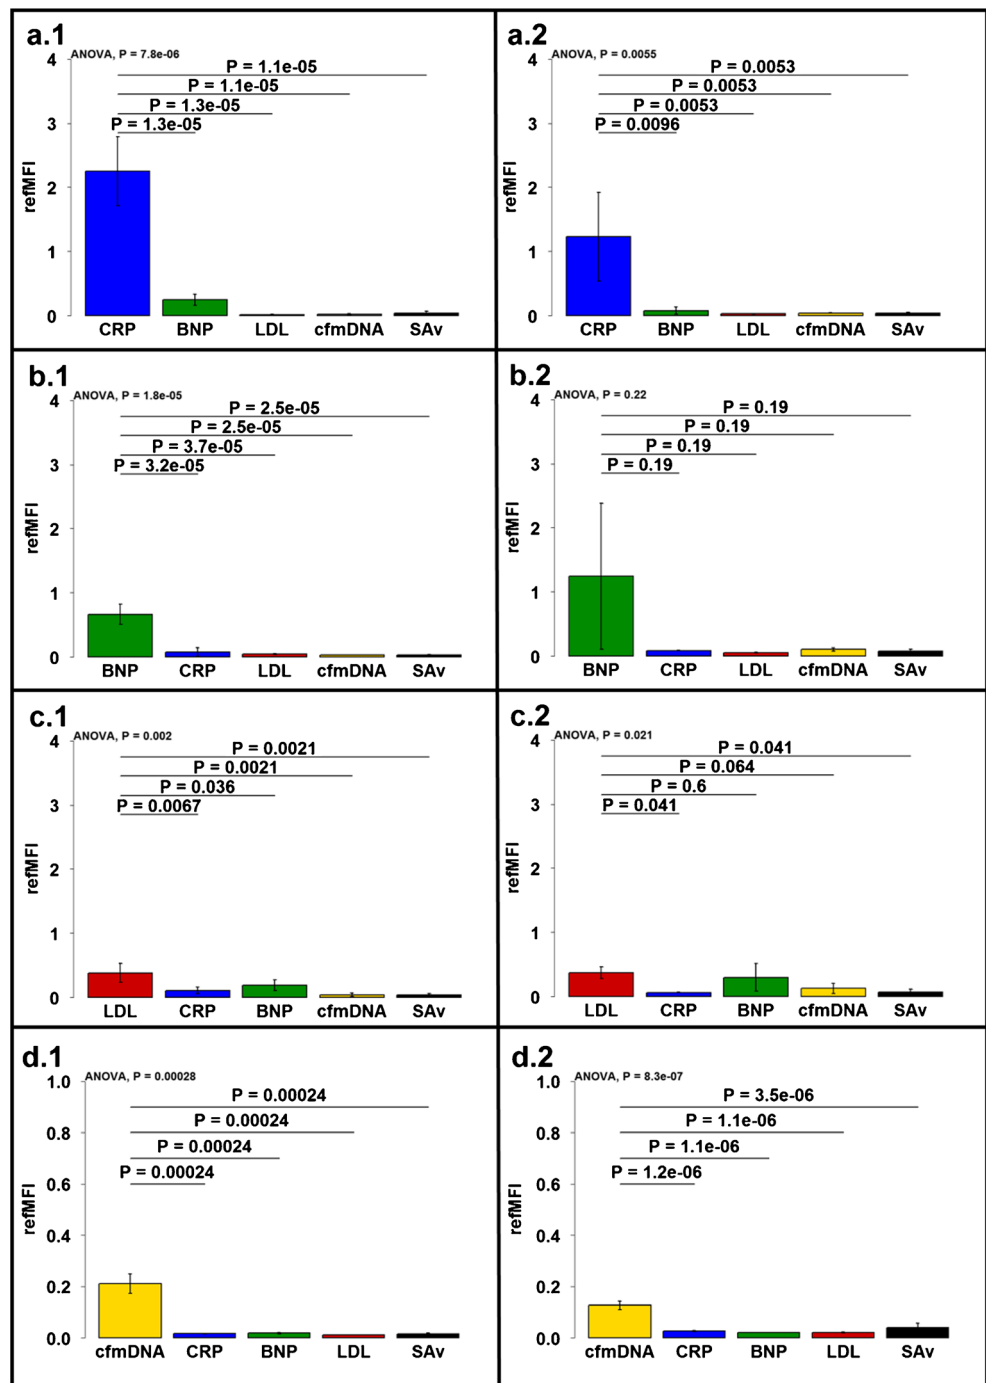 a.1
ANOVA, P = 7.8e-06
P = 1.1e-05
P = 1.1e-05
P = 1.3e-05
P = 1.3e-05
4
3
2
1
0
refMFI
CRP BNP LDL cfmDNA SAv
a.2
ANOVA, P = 0.0055
P = 0.0053
P = 0.0053
P = 0.0053
P = 0.0096
4
3
2
1
0
refMFI
CRP BNP LDL cfmDNA SAv
b.1
ANOVA, P = 1.8e-05
P = 2.5e-05
P = 2.5e-05
P = 3.7e-05
P = 3.2e-05
4
3
2
1
0
refMFI
BNP CRP LDL cfmDNA SAv
b.2
ANOVA, P = 0.22
P = 0.19
P = 0.19
P = 0.19
P = 0.19
4
3
2
1
0
refMFI
BNP CRP LDL cfmDNA SAv
c.1
ANOVA, P = 0.002
P = 0.0021
P = 0.0021
P = 0.036
P = 0.0067
4
3
2
1
0
refMFI
LDL CRP BNP cfmDNA SAv
c.2
ANOVA, P = 0.021
P = 0.041
P = 0.064
P = 0.6
P = 0.041
4
3
2
1
0
refMFI
LDL CRP BNP cfmDNA SAv
d.1
ANOVA, P = 0.00028
P = 0.00024
P = 0.00024
P = 0.00024
P = 0.00024
1.0
0.8
0.6
0.4
0.2
0.0
refMFI
cfmDNA CRP BNP LDL SAv
d.2
ANOVA, P = 8.3e-07
P = 3.5e-06
P = 1.1e-06
P = 1.1e-06
P = 1.2e-06
1.0
0.8
0.6
0.4
0.2
0.0
refMFI
cfmDNA CRP BNP LDL SAv